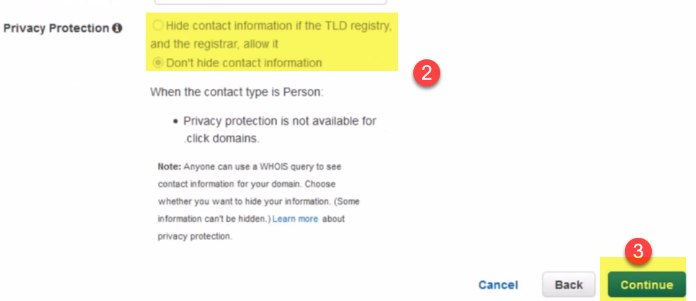 Privacy Protection
Hide contact information if the TLD registry,
and the registrar, allow it
Don't hide contact information
2
When the contact type is Person:
• Privacy protection is not available for
.click domains.
Note: Anyone can use a WHOIS query to see
contact information for your domain. Choose
whether you want to hide your information. (Some
information can't be hidden.) Learn more about
privacy protection.
3
Cancel Back Continue